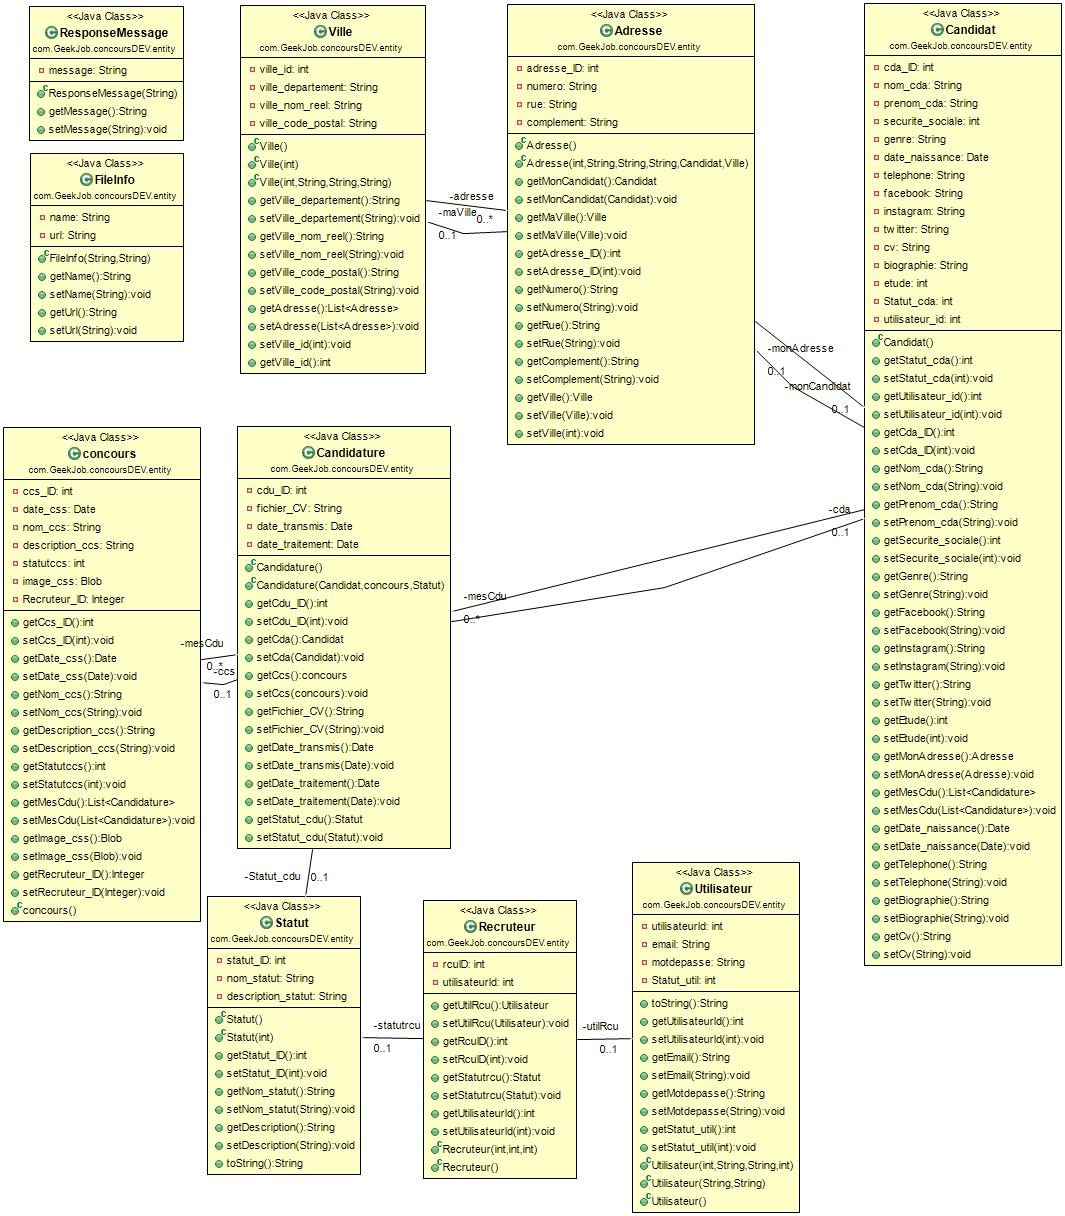 <<Java Class>>
ResponseMessage
com.GeekJob.concoursDEV.entity
message: String
ResponseMessage(String)
getMessage():String
setMessage(String):void
<<Java Class>>
FileInfo
com.GeekJob.concoursDEV.entity
name: String
url: String
FileInfo(String,String)
getName():String
setName(String):void
getUrl():String
setUrl(String):void
<<Java Class>>
Ville
com.GeekJob.concoursDEV.entity
ville_id: int
ville_departement: String
ville_nom_reel: String
ville_code_postal: String
Ville()
Ville(int)
Ville(int,String,String,String)
getVille_departement():String
setVille_departement(String):void
getVille_nom_reel():String
setVille_nom_reel(String):void
getVille_code_postal():String
setVille_code_postal(String):void
getAdresse():List<Adresse>
setAdresse(List<Adresse>):void
setVille_id(int):void
getVille_id():int
-adresse
0..*
-maVille
0..1
<<Java Class>>
Adresse
com.GeekJob.concoursDEV.entity
adresse_ID: int
numero: String
rue: String
complement: String
Adresse()
Adresse(int,String,String,String,Candidat,Ville)
getMonCandidat():Candidat
setMonCandidat(Candidat):void
getMaVille():Ville
setMaVille(Ville):void
getAdresse_ID():int
setAdresse_ID(int):void
getNumero():String
setNumero(String):void
getRue():String
setRue(String):void
getComplement():String
setComplement(String):void
getVille():Ville
setVille(Ville):void
setVille(int):void
-monAdresse
0..1
-monCandidat
0..1
<<Java Class>>
Candidat
com.GeekJob.concoursDEV.entity
cda_ID: int
nom_cda: String
prenom_cda: String
securite_sociale: int
genre: String
date_naissance: Date
telephone: String
facebook: String
instagram: String
twitter: String
cv: String
biographie: String
etude: int
Statut_cda: int
utilisateur_id: int
Candidat()
getStatut_cda():int
setStatut_cda(int):void
getUtilisateur_id():int
setUtilisateur_id(int):void
getCda_ID():int
setCda_ID(int):void
getNom_cda():String
setNom_cda(String):void
getPrenom_cda():String
setPrenom_cda(String):void
getSecurite_sociale():int
setSecurite_sociale(int):void
getGenre():String
setGenre(String):void
getFacebook():String
setFacebook(String):void
getInstagram():String
setInstagram(String):void
getTwitter():String
setTwitter(String):void
getEtude():int
setEtude(int):void
getMonAdresse():Adresse
setMonAdresse(Adresse):void
getMesCdu():List<Candidature>
setMesCdu(List<Candidature>):void
getDate_naissance():Date
setDate_naissance(Date):void
getTelephone():String
setTelephone(String):void
getBiographie():String
setBiographie(String):void
getCv():String
setCv(String):void
<<Java Class>>
concours
com.GeekJob.concoursDEV.entity
ccs_ID: int
date_css: Date
nom_ccs: String
description_ccs: String
statutccs: int
image_css: Blob
Recruteur_ID: Integer
getCcs_ID():int
setCcs_ID(int):void
getDate_css():Date
setDate_css(Date):void
getNom_ccs():String
setNom_ccs(String):void
getDescription_ccs():String
setDescription_ccs(String):void
getStatutccs():int
setStatutccs(int):void
getMesCdu():List<Candidature>
setMesCdu(List<Candidature>):void
getImage_css():Blob
setImage_css(Blob):void
getRecruteur_ID():Integer
setRecruteur_ID(Integer):void
concours()
-mesCdu
0..*
-ccs
0..1
<<Java Class>>
Candidature
com.GeekJob.concoursDEV.entity
cdu_ID: int
fichier_CV: String
date_transmis: Date
date_traitement: Date
Candidature()
Candidature(Candidat,concours,Statut)
getCdu_ID():int
setCdu_ID(int):void
getCda():Candidat
setCda(Candidat):void
getCcs():concours
setCcs(concours):void
getFichier_CV():String
setFichier_CV(String):void
getDate_transmis():Date
setDate_transmis(Date):void
getDate_traitement():Date
setDate_traitement(Date):void
getStatut_cdu():Statut
setStatut_cdu(Statut):void
-cda
0..1
-mesCdu
0..*
-Statut_cdu
0..1
<<Java Class>>
Statut
com.GeekJob.concoursDEV.entity
statut_ID: int
nom_statut: String
description_statut: String
Statut()
Statut(int)
getStatut_ID():int
setStatut_ID(int):void
getNom_statut():String
setNom_statut(String):void
getDescription():String
setDescription(String):void
toString():String
-statutrcu
0..1
<<Java Class>>
Recruteur
com.GeekJob.concoursDEV.entity
rcuID: int
utilisateurId: int
getUtilRcu():Utilisateur
setUtilRcu(Utilisateur):void
getRcuID():int
setRcuID(int):void
getStatutrcu():Statut
setStatutrcu(Statut):void
getUtilisateurId():int
setUtilisateurId(int):void
Recruteur(int,int,int)
Recruteur()
-utilRcu
0..1
<<Java Class>>
Utilisateur
com.GeekJob.concoursDEV.entity
utilisateurId: int
email: String
motdepasse: String
Statut_util: int
toString():String
getUtilisateurId():int
setUtilisateurId(int):void
getEmail():String
setEmail(String):void
getMotdepasse():String
setMotdepasse(String):void
getStatut_util():int
setStatut_util(int):void
Utilisateur(int,String,String,int)
Utilisateur(String,String)
Utilisateur()